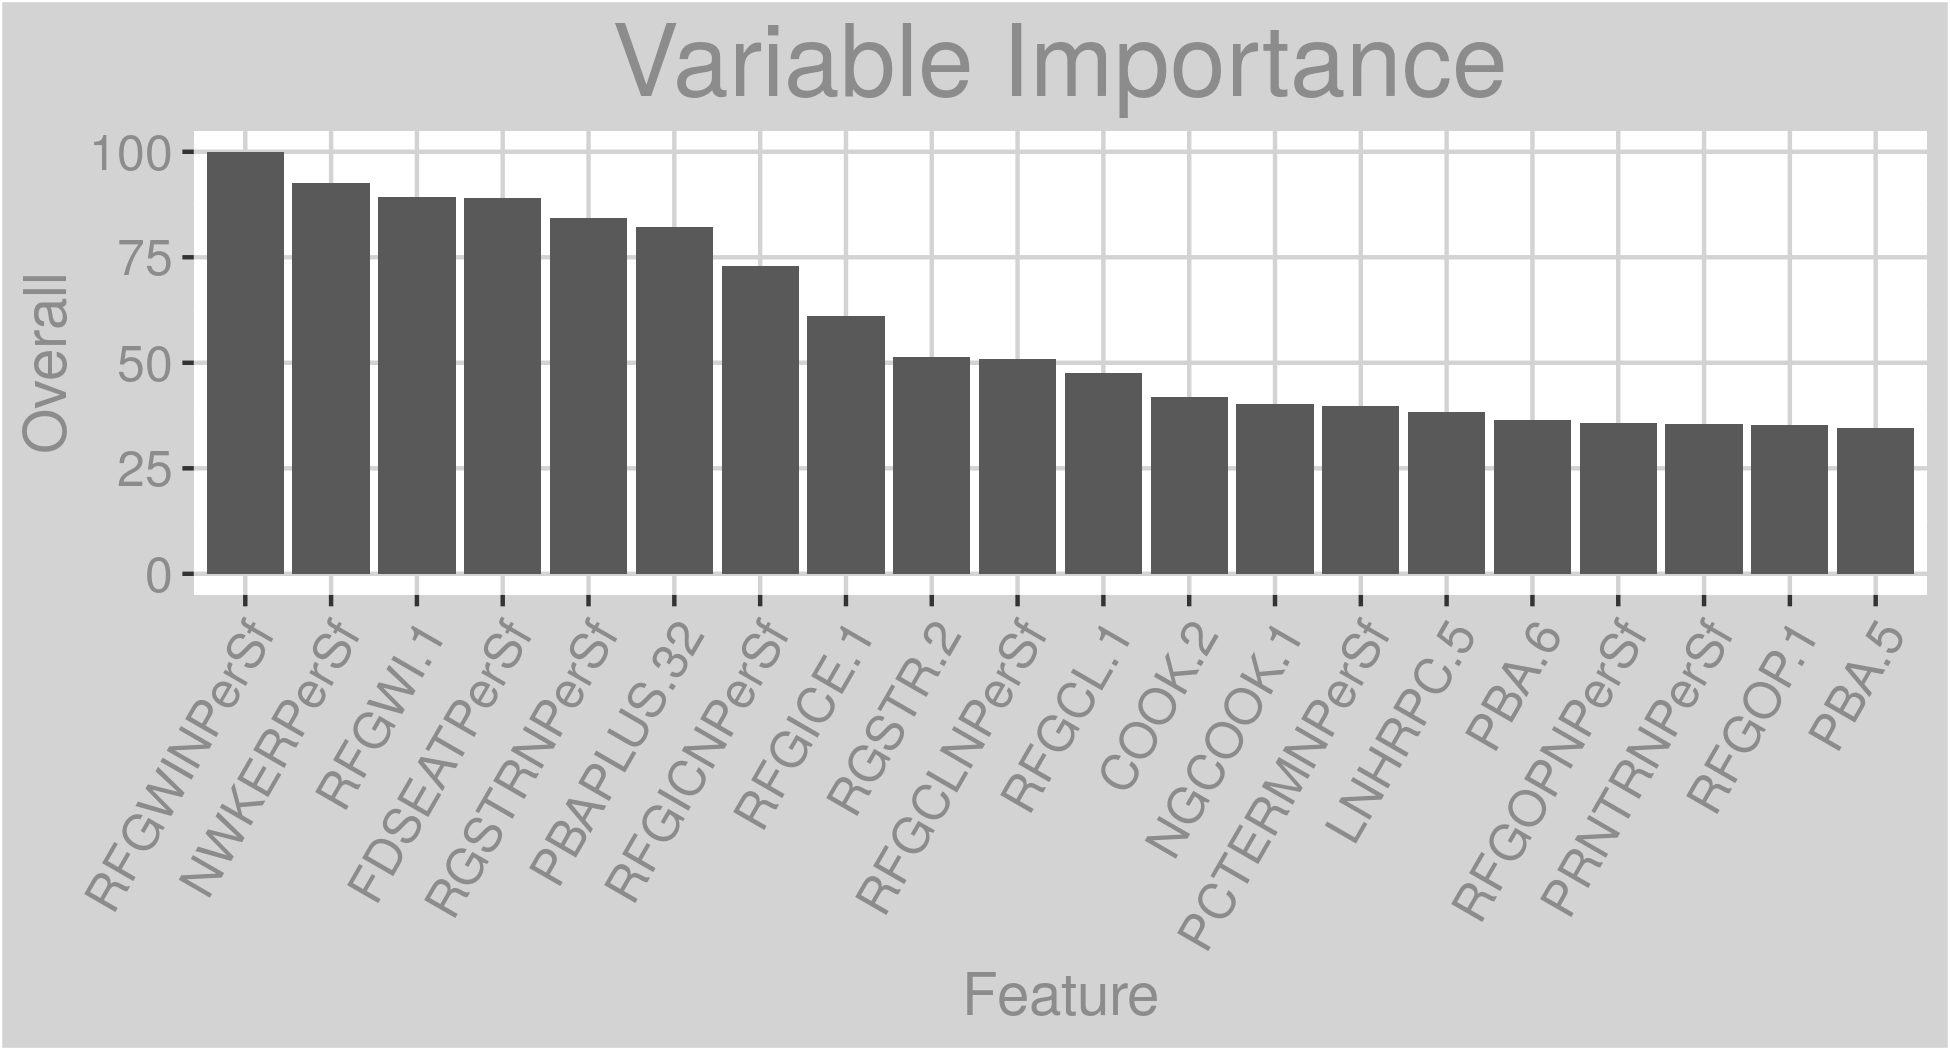 Variable Importance
Overall
100
75
50
25
0
RFGWINPerSf
NWKERPerSf
RFGWI.1
FDSEATPerSf
RGSTRNPerSf
PBAPLUS.32
RFGICNPerSf
RFGICE.1
RGSTR.2
RFGCLNPerSf
RFGCL.1
COOK.2
NGCOOK.1
PCTERMNPerSf
LNHRPC.5
PBA.6
RFGOPNPerSf
PRNTRNPerSf
RFGOP.1
PBA.5
Feature